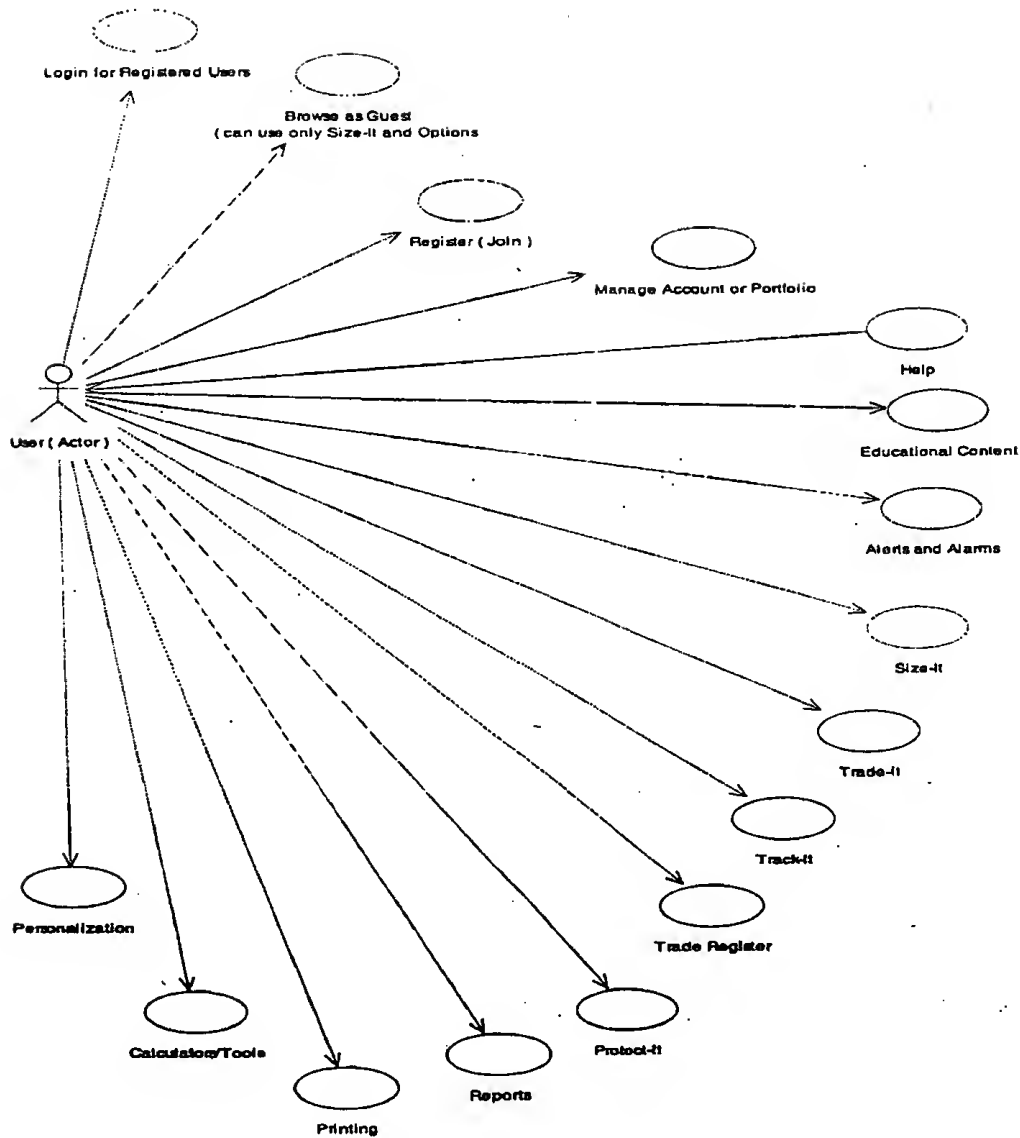 Login for Registered Users
Browse as Guest
( can use only Size-It and Options
Register ( Join )
Manage Account or Portfolio
Help
User ( Actor )
Educational Content
Alerts and Alarms
Size-It
Trade-It
Track-It
Personalization
Trade Register
Calculators/Tools
Protect-It
Reports
Printing